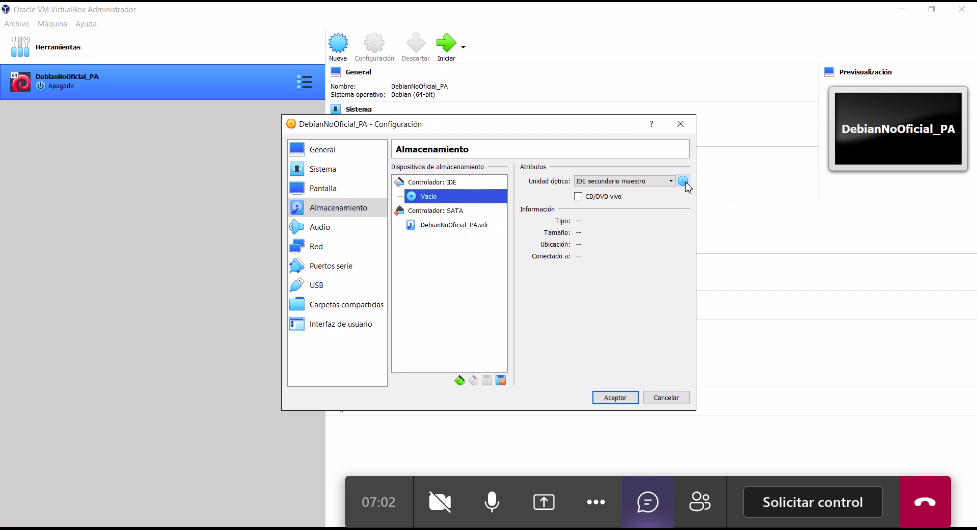 Oracle VM VirtualBox Administrador
Archivo Máquina Ayuda
Herramientas
DebianNoOficial_PA
Apagado
Nueva Configuración Descartar Iniciar
General
Nombre: DebianNoOficial_PA
Sistema operativo: Debian (64-bit)
Sistema
Previsualización
DebianNoOficial_PA
DebianNoOficial_PA - Configuración
?
General
Sistema
Pantalla
Almacenamiento
Audio
Red
Puertos serie
USB
Carpetas compartidas
Interfaz de usuario
Almacenamiento
Dispositivos de almacenamiento
Controlador: IDE
Vacío
Controlador: SATA
DebianNoOficial_PA.vdi
Atributos
Unidad óptica: IDE secundario maestro
CD/DVD vivo
Información
Tipo: --
Tamaño: --
Ubicación: --
Conectado a: --
Aceptar Cancelar
07:02
Solicitar control